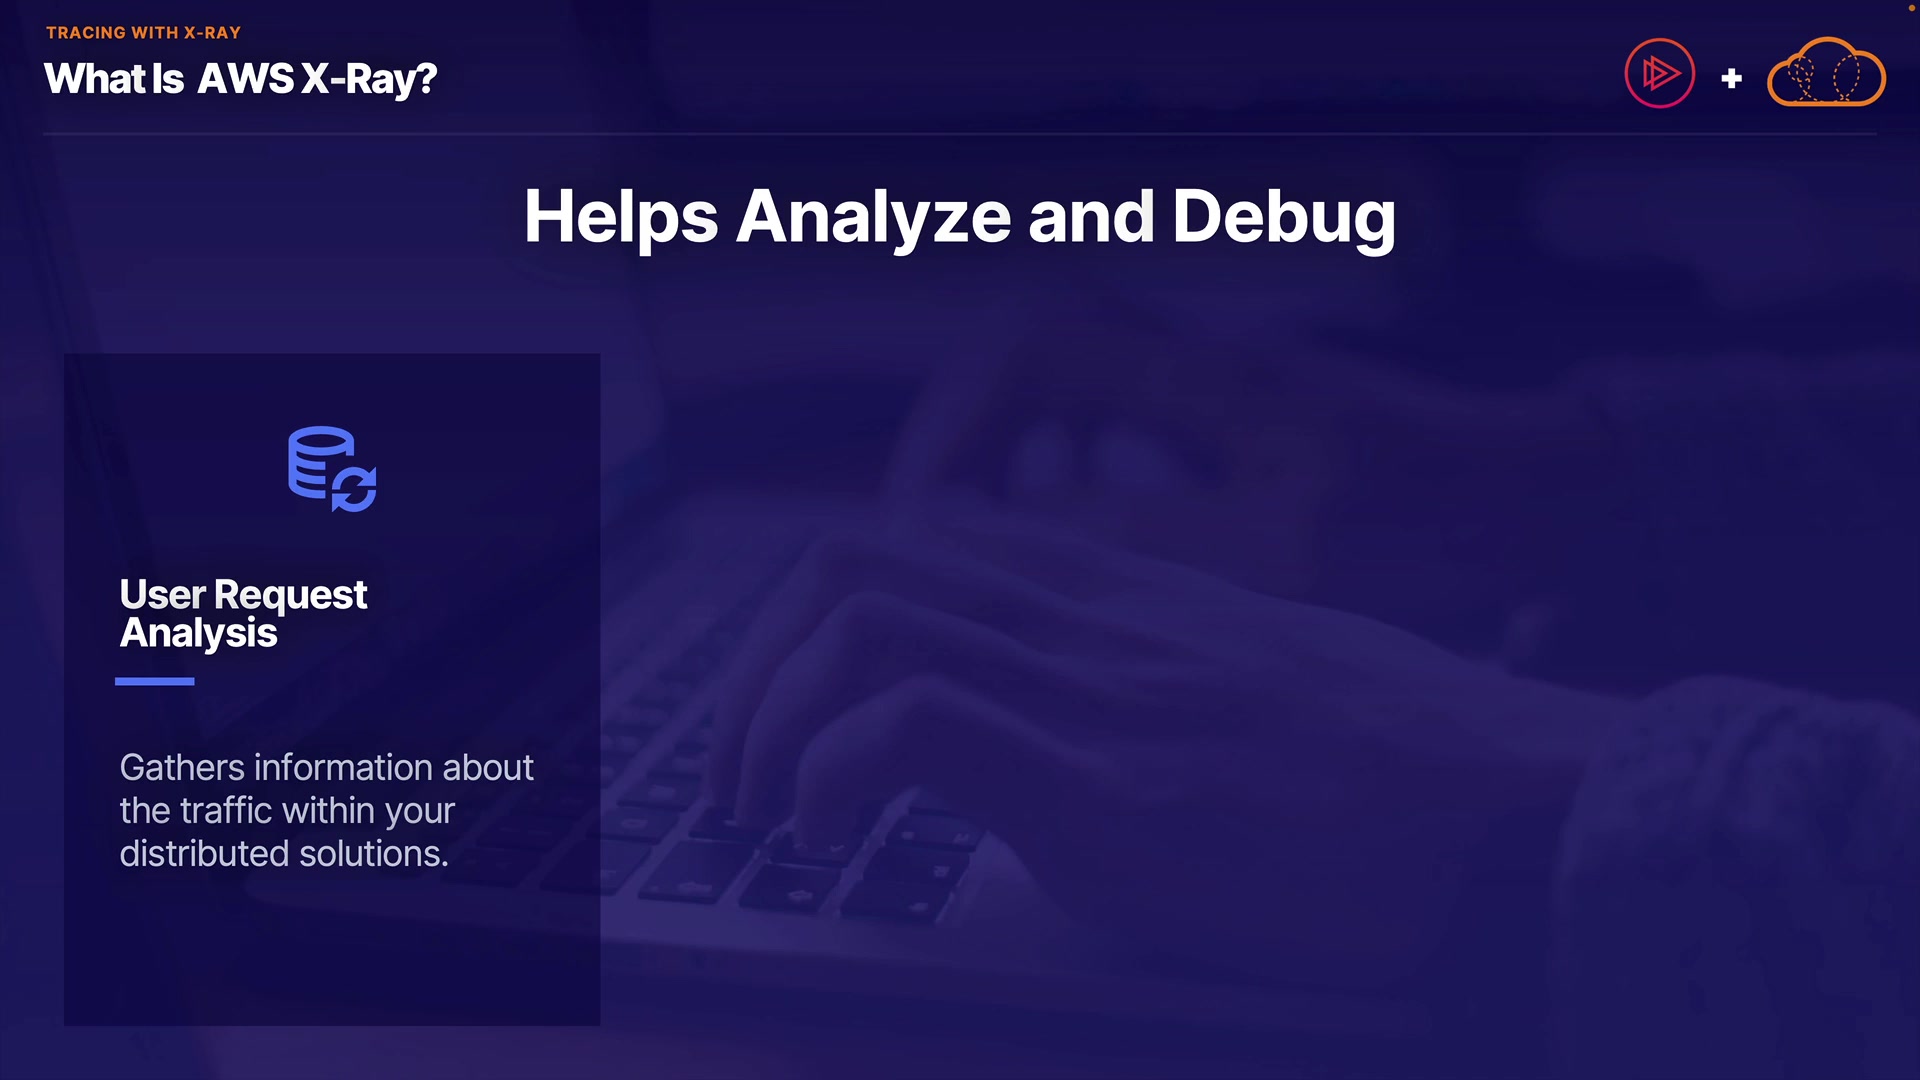 TRACING WITH X-RAY
What Is AWS X-Ray?
Helps Analyze and Debug
User Request
Analysis
Gathers information about
the traffic within your
distributed solutions.